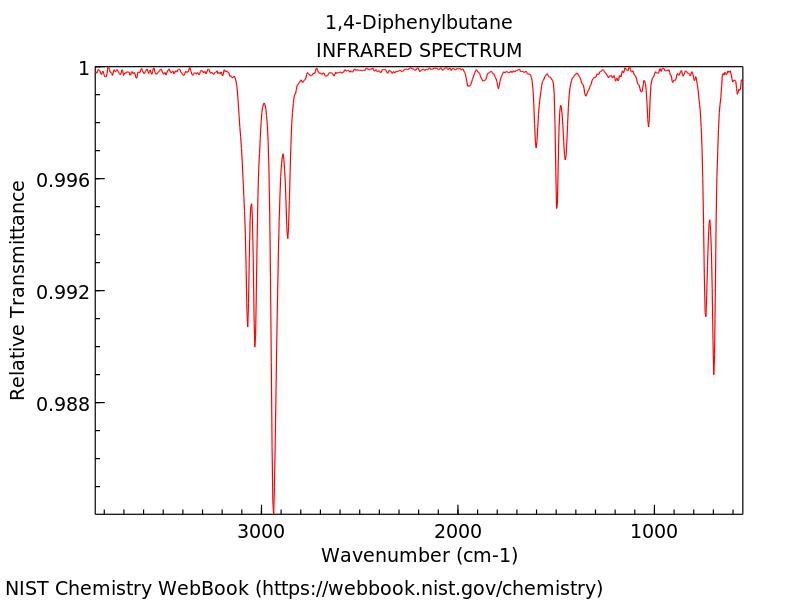 1,4-Diphenylbutane
INFRARED SPECTRUM
1
0.996
0.992
0.988
Relative Transmittance
3000 2000 1000
Wavenumber (cm-1)
NIST Chemistry WebBook (https://webbook.nist.gov/chemistry)